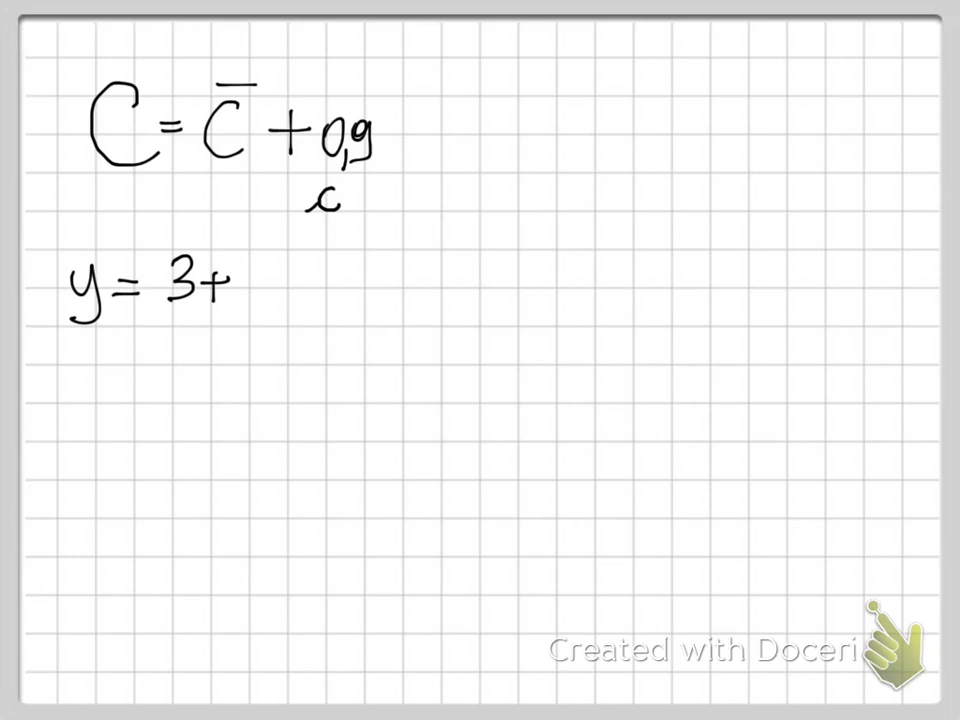 C = C̅ + 0,9
c
y = 3+
Created with Doceri